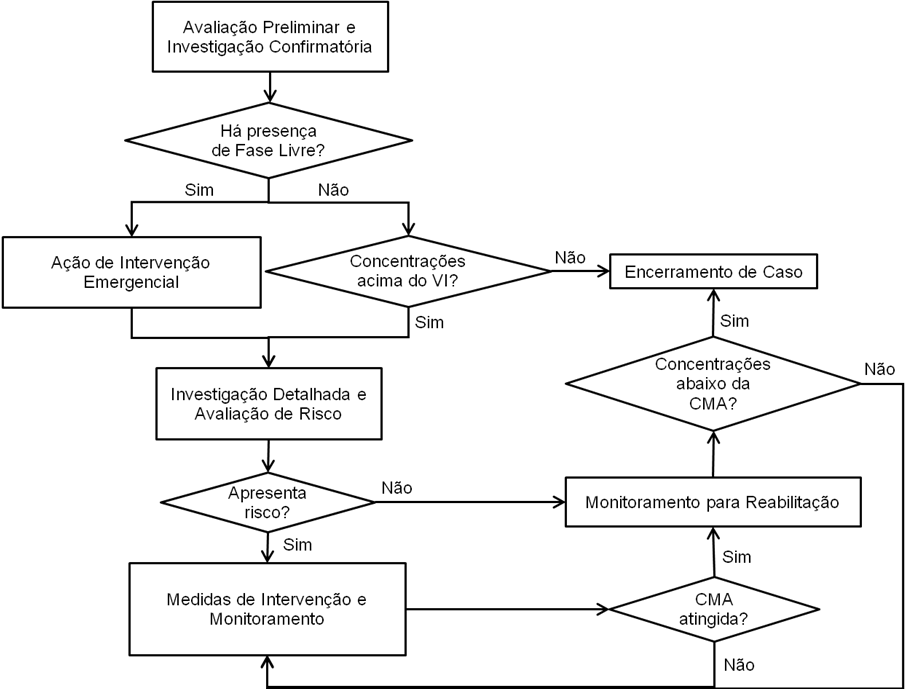 Avaliação Preliminar e
Investigação Confirmatória
Há presença
de Fase Livre?
Sim
Não
Ação de Intervenção
Emergencial
Concentrações
acima do VI?
Não
Encerramento de Caso
Sim
Sim
Concentrações
abaixo da
CMA?
Não
Investigação Detalhada e
Avaliação de Risco
Apresenta
risco?
Não
Monitoramento para Reabilitação
Sim
Sim
Medidas de Intervenção e
Monitoramento
CMA
atingida?
Não